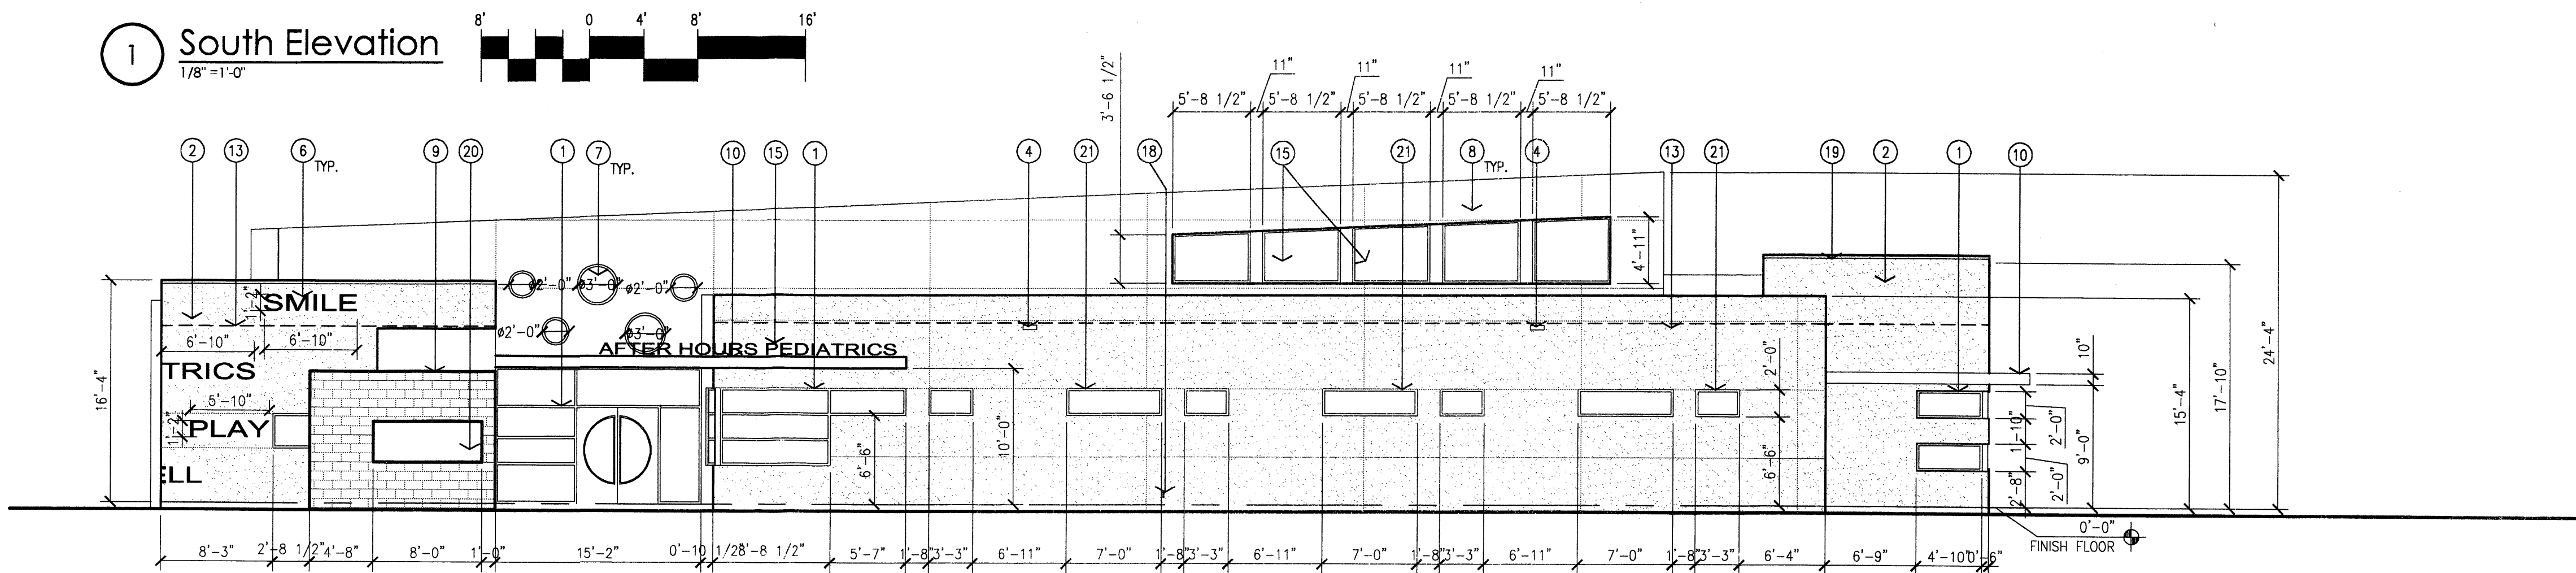 8' 0 4' 8' 16'
1 South Elevation
1/8" =1'-0"
11" 11" 11" 11"
3'-6 1/2"
5'-8 1/2" 5'-8 1/2" 5'-8 1/2" 5'-8 1/2" 5'-8 1/2"
2 13 6 TYP. 9 20 1 7 TYP. 10 15 1 4 21 18 15 21 8 TYP. 4 13 21 19 2 1 10
4'-11"
24'-4"
ø2'-0" ø3'-0" ø2'-0"
1'-2" SMILE
ø2'-0" ø3'-0"
6'-10" 6'-10"
AFTER HOURS PEDIATRICS
TRICS
16'-4"
2'-0"
10"
15'-4"
17'-10"
5'-10"
1'-2" PLAY
6'-6"
10'-0"
6'-6"
1'-10"
2'-0"
9'-0"
ELL
2'-8"
2'-0"
0'-0"
FINISH FLOOR
8'-3" 2'-8 1/2" 4'-8" 8'-0" 1'-0" 15'-2" 0'-10 1/2" 8'-8 1/2" 5'-7" 1'-8" 3'-3" 6'-11" 7'-0" 1'-8" 3'-3" 6'-11" 7'-0" 1'-8" 3'-3" 6'-11" 7'-0" 1'-8" 3'-3" 6'-4" 6'-9" 4'-10" 0'-6"